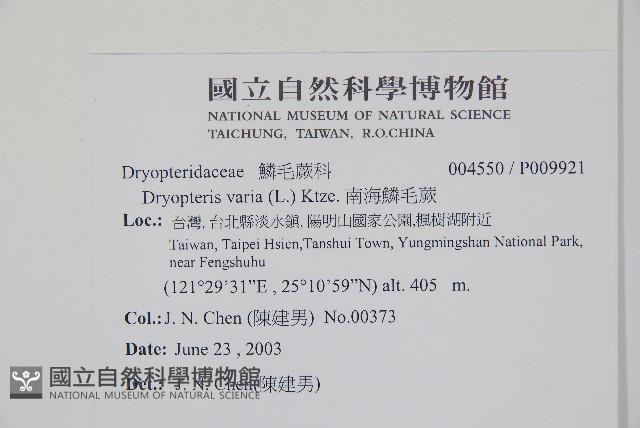 國立自然科學博物館
NATIONAL MUSEUM OF NATURAL SCIENCE
TAICHUNG, TAIWAN, R.O.CHINA
Dryopteridaceae 鱗毛蕨科 004550 / P009921
Dryopteris varia (L.) Ktze. 南海鱗毛蕨
Loc.: 台灣, 台北縣淡水鎮, 陽明山國家公園,楓樹湖附近
Taiwan, Taipei Hsien,Tanshui Town, Yungmingshan National Park,
near Fengshuhu
(121°29'31"E , 25°10'59"N) alt. 405 m.
Col.: J. N. Chen (陳建男) No.00373
Date: June 23 , 2003
Det.: J. N. Chen(陳建男)
國立自然科學博物館
NATIONAL MUSEUM OF NATURAL SCIENCE